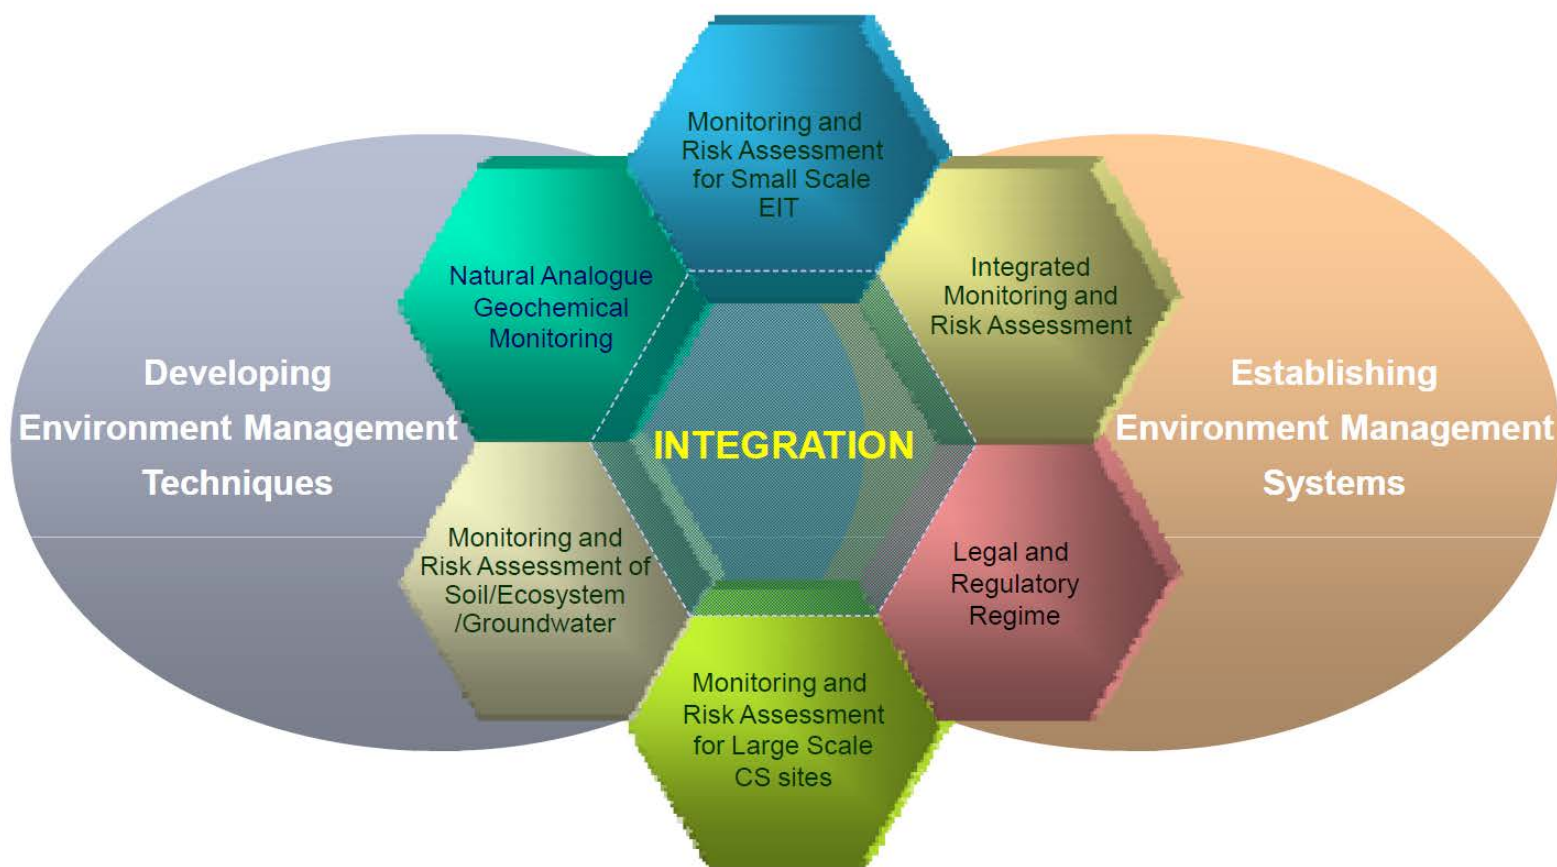 Monitoring and
Risk Assessment
for Small Scale
EIT
Natural Analogue
Geochemical
Monitoring
Integrated
Monitoring and
Risk Assessment
Developing
Environment Management
Techniques
INTEGRATION
Establishing
Environment Management
Systems
Monitoring and
Risk Assessment of
Soil/Ecosystem
/Groundwater
Legal and
Regulatory
Regime
Monitoring and
Risk Assessment
for Large Scale
CS sites